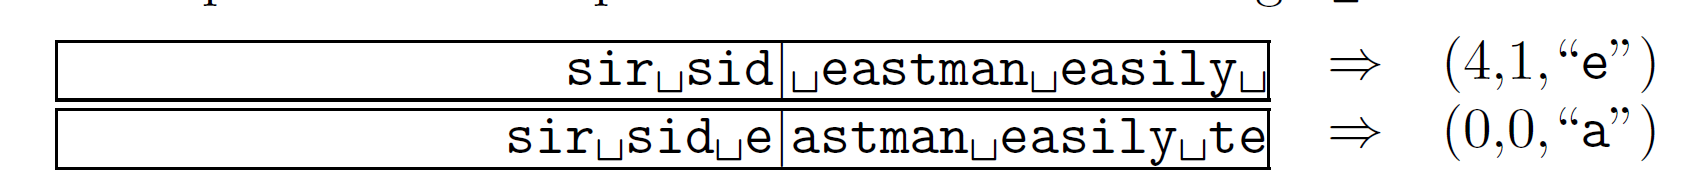 sir␣sid|␣eastman␣easily␣ ⇒ (4,1,“e”)
sir␣sid␣e|astman␣easily␣te ⇒ (0,0,“a”)